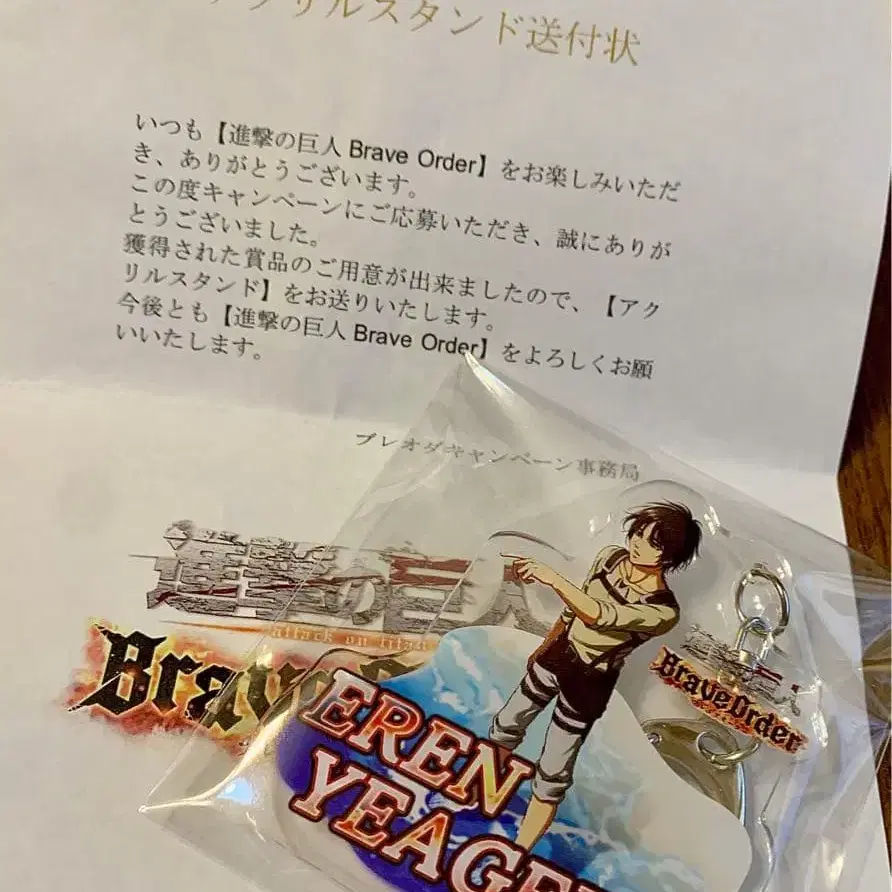 クリルスタンド送付状
いつも【進撃の巨人 Brave Order】をお楽しみいただ
き、ありがとうございます。
この度キャンペーンにご応募いただき、誠にありが
とうございました。
獲得された賞品のご用意が出来ましたので、【アク
リルスタンド】をお送りいたします。
今後とも【進撃の巨人 Brave Order】をよろしくお願
いいたします。
ブレオダキャンペーン事務局
進撃の巨人
attack on titan
Brave
EREN
YEAGER
進撃の巨人
Brave Order